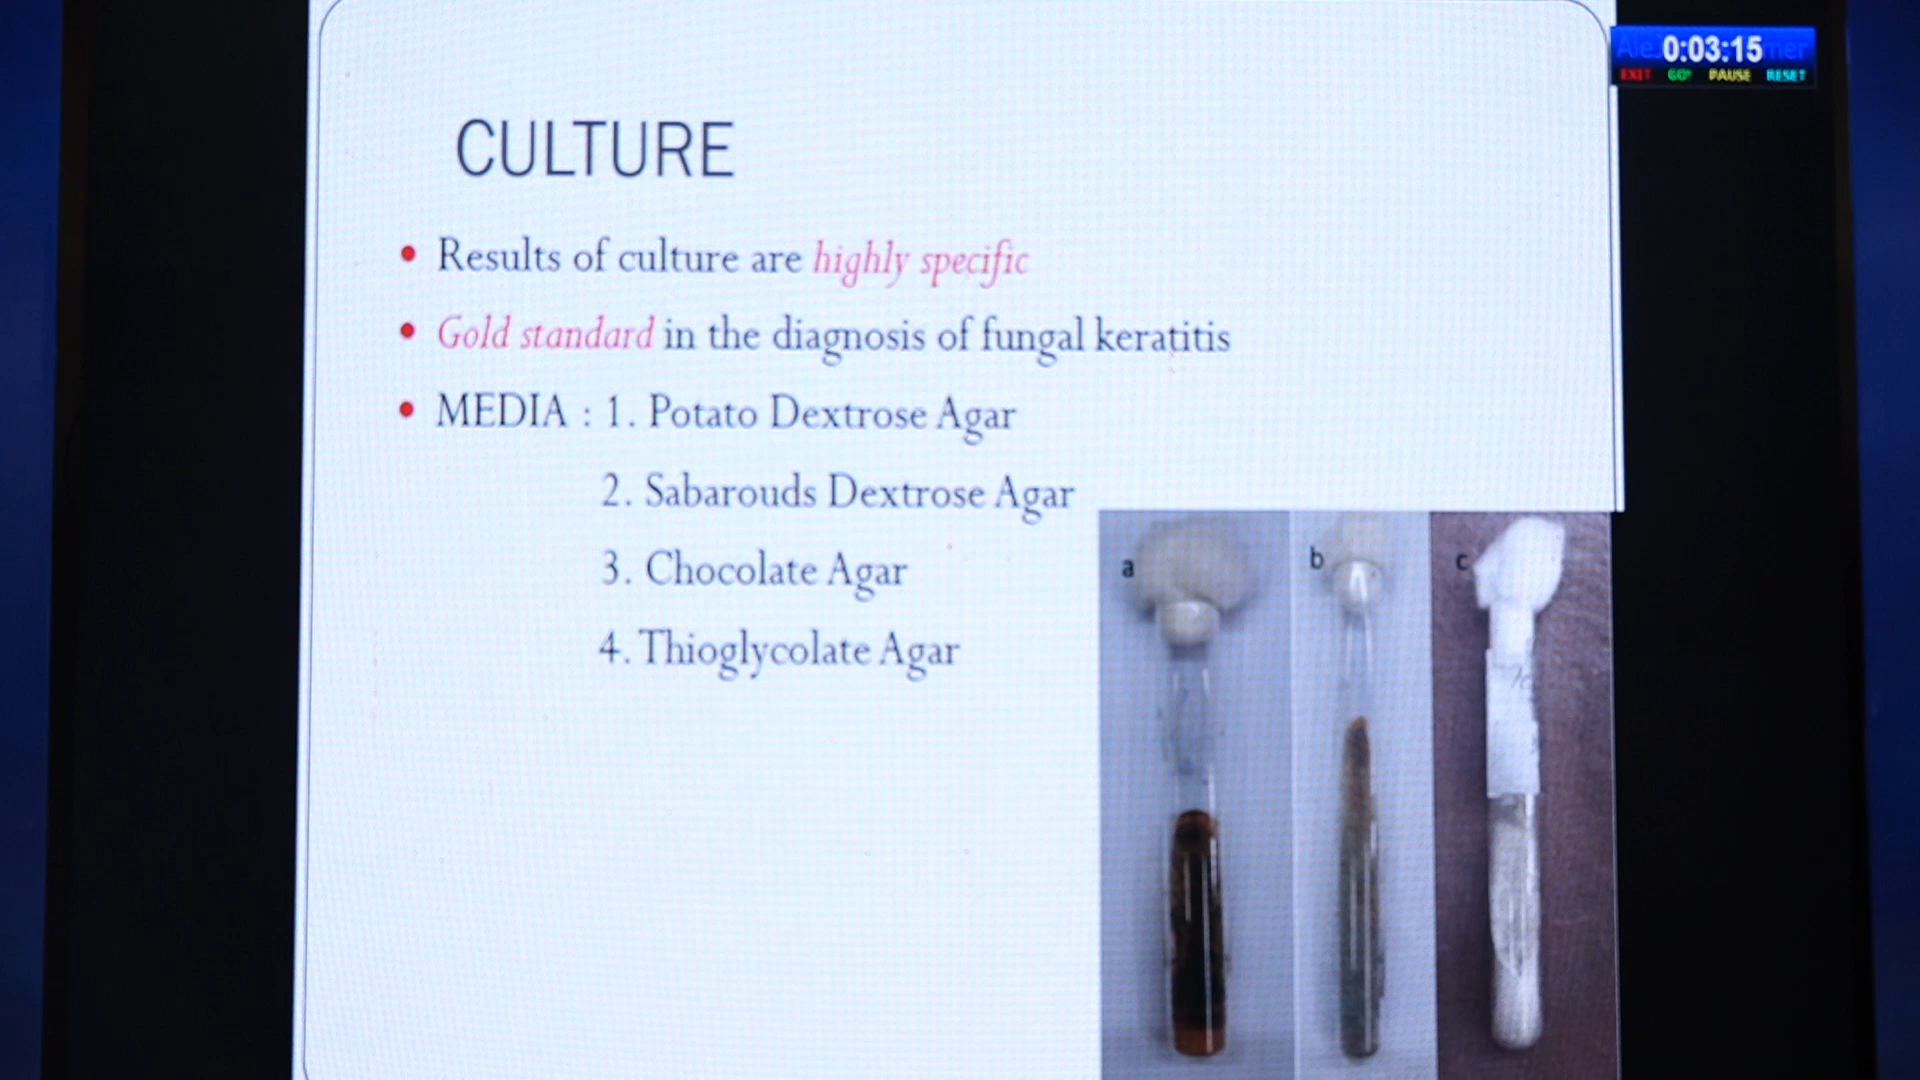 0:03:15
EXIT GO! PAUSE RESET
CULTURE
• Results of culture are highly specific
• Gold standard in the diagnosis of fungal keratitis
• MEDIA : 1. Potato Dextrose Agar
2. Sabarouds Dextrose Agar
3. Chocolate Agar
4. Thioglycolate Agar
a b c